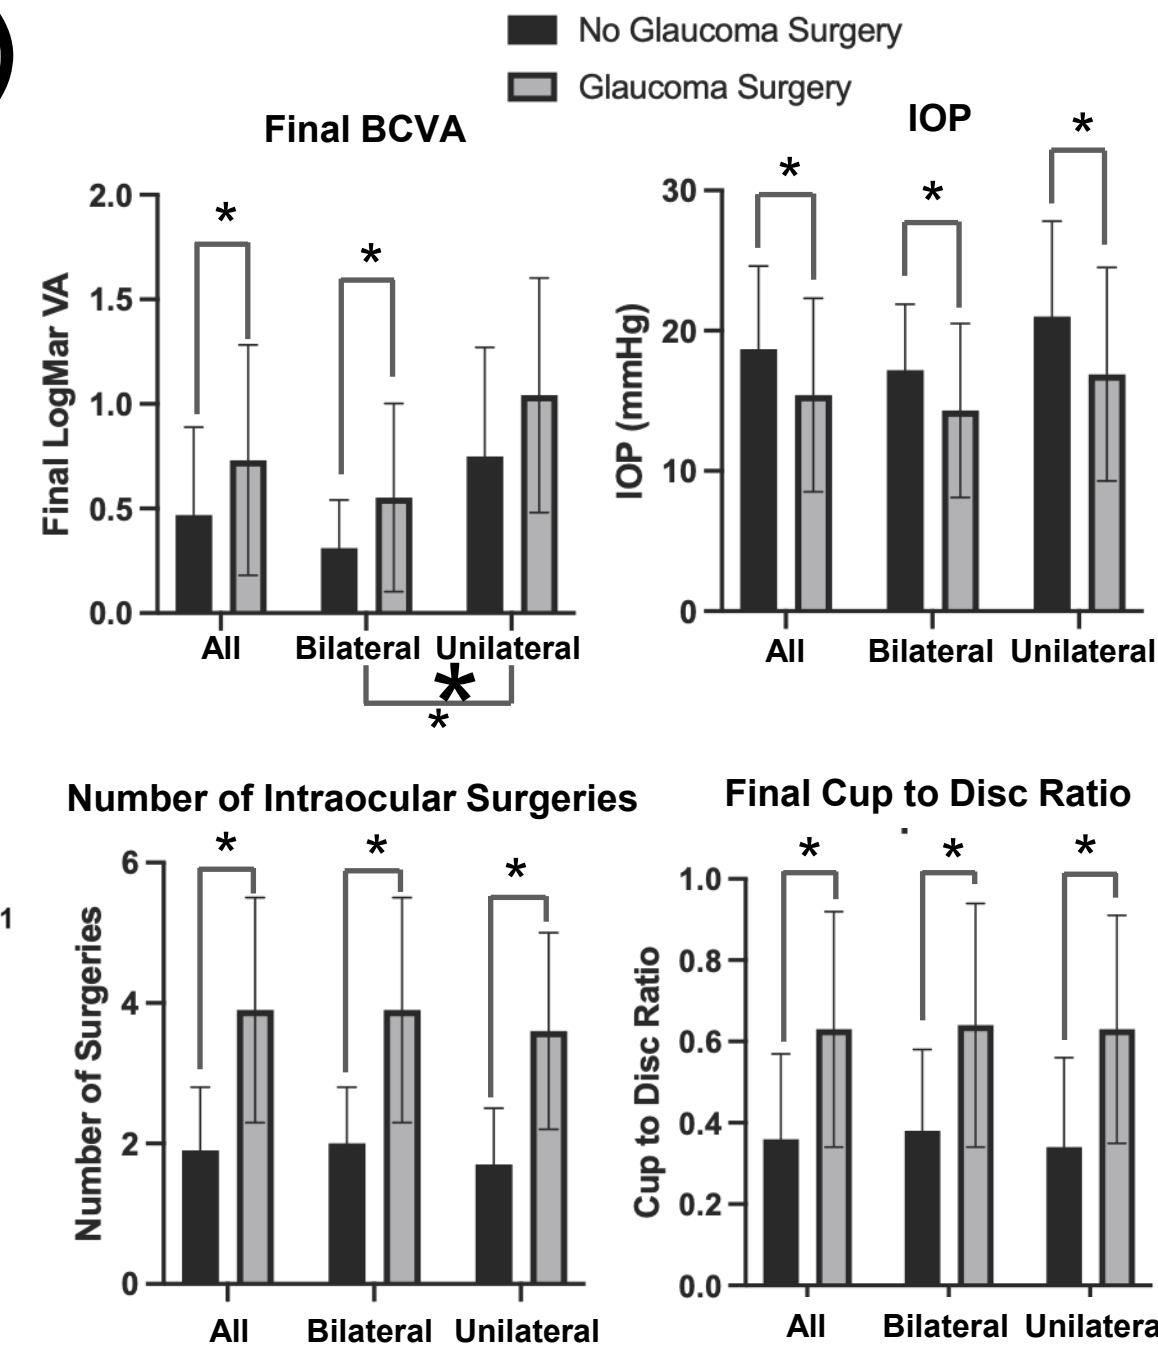 No Glaucoma Surgery
Glaucoma Surgery
Final BCVA
*
*
2.0
1.5
1.0
0.5
0.0
Final LogMar VA
All Bilateral Unilateral
*
*
IOP
*
*
*
30
20
10
0
IOP (mmHg)
All Bilateral Unilateral
Number of Intraocular Surgeries
*
*
*
6
4
2
0
Number of Surgeries
All Bilateral Unilateral
1
Final Cup to Disc Ratio
*
*
*
1.0
0.8
0.6
0.4
0.2
0.0
Cup to Disc Ratio
All Bilateral Unilatera